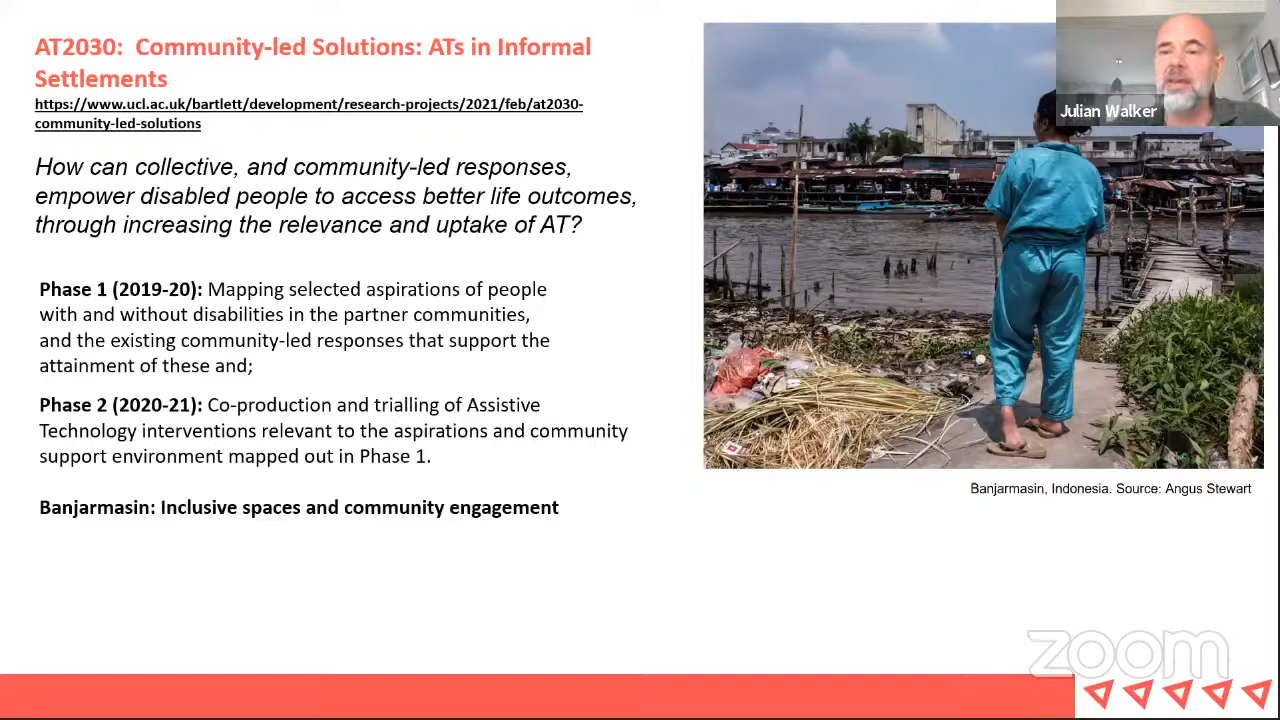 AT2030:  Community-led Solutions: ATs in Informal
Settlements
https://www.ucl.ac.uk/bartlett/development/research-projects/2021/feb/at2030-
community-led-solutions
How can collective, and community-led responses,
empower disabled people to access better life outcomes,
through increasing the relevance and uptake of AT?
Phase 1 (2019-20): Mapping selected aspirations of people
with and without disabilities in the partner communities,
and the existing community-led responses that support the
attainment of these and;
Phase 2 (2020-21): Co-production and trialling of Assistive
Technology interventions relevant to the aspirations and community
support environment mapped out in Phase 1.
Banjarmasin: Inclusive spaces and community engagement
Julian Walker
Banjarmasin, Indonesia. Source: Angus Stewart
zoom